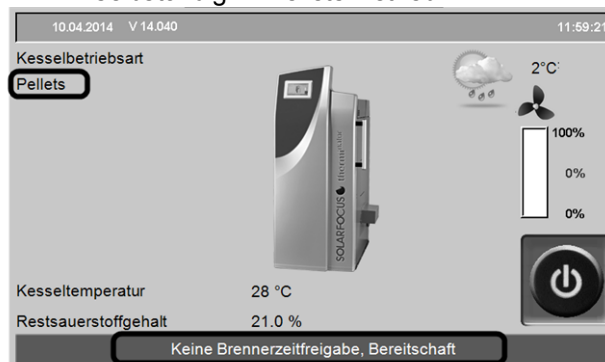 10.04.2014 V 14.040 11:59:21
Kesselbetriebsart
Pellets
2°C
100%
0%
0%
SOLARFOCUS
Kesseltemperatur 28 °C
Restsauerstoffgehalt 21.0 %
Keine Brennerzeitfreigabe, Bereitschaft